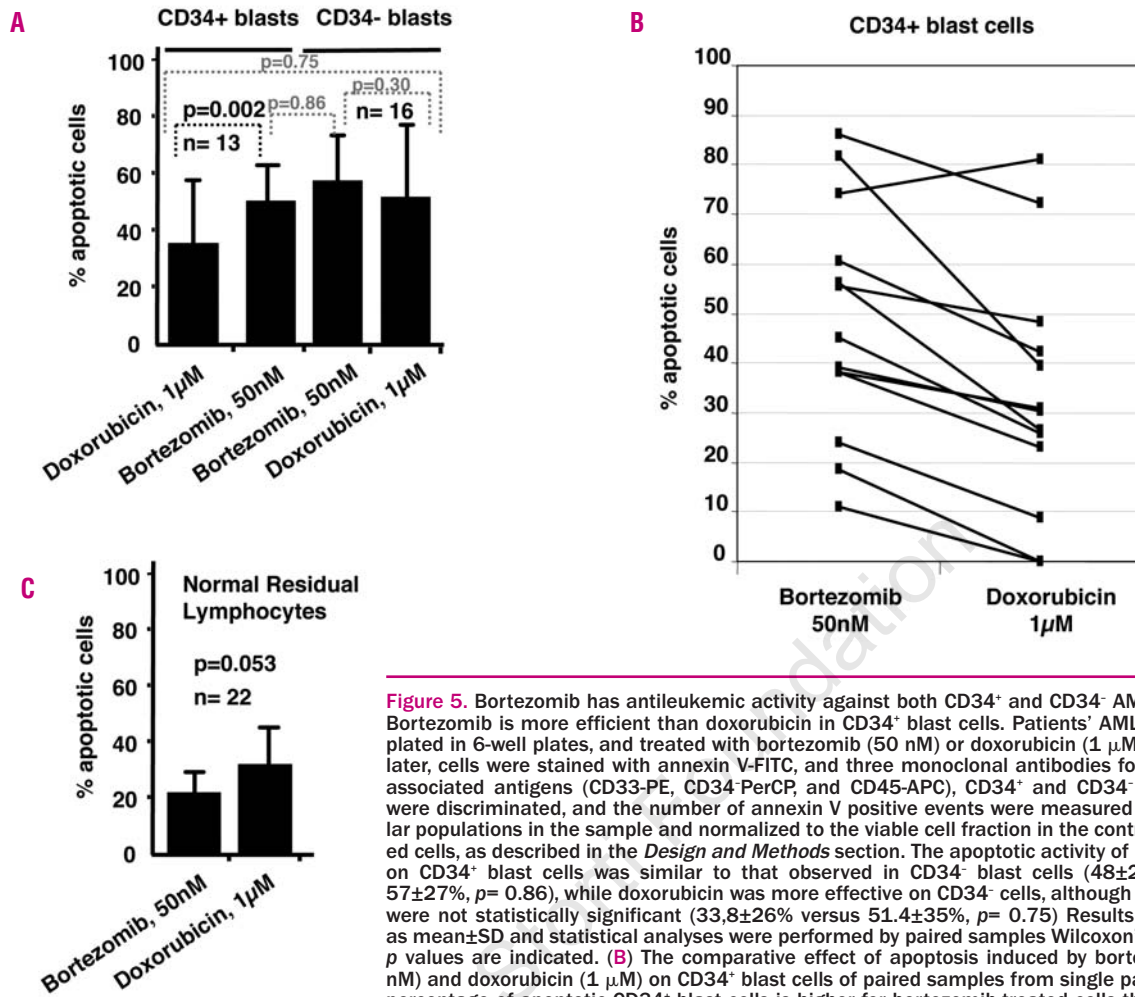 A
CD34+ blasts CD34- blasts
% apoptotic cells
100
80
60
40
20
0
p=0.75
p=0.002
p=0.86
p=0.30
n= 13
n= 16
Doxorubicin, 1µM
Bortezomib, 50nM
Bortezomib, 50nM
Doxorubicin, 1µM
B
CD34+ blast cells
% apoptotic cells
100
90
80
70
60
50
40
30
20
10
0
Bortezomib
50nM
Doxorubicin
1µM
C
Normal Residual
Lymphocytes
% apoptotic cells
100
80
60
40
20
0
p=0.053
n= 22
Bortezomib, 50nM
Doxorubicin, 1µM
Figure 5. Bortezomib has antileukemic activity against both CD34+ and CD34- AM
Bortezomib is more efficient than doxorubicin in CD34+ blast cells. Patients' AML
plated in 6-well plates, and treated with bortezomib (50 nM) or doxorubicin (1 µM
later, cells were stained with annexin V-FITC, and three monoclonal antibodies fo
associated antigens (CD33-PE, CD34-PerCP, and CD45-APC), CD34+ and CD34-
were discriminated, and the number of annexin V positive events were measured
lar populations in the sample and normalized to the viable cell fraction in the cont
ed cells, as described in the Design and Methods section. The apoptotic activity of
on CD34+ blast cells was similar to that observed in CD34- blast cells (48±2
57±27%, p= 0.86), while doxorubicin was more effective on CD34- cells, although
were not statistically significant (33,8±26% versus 51.4±35%, p= 0.75) Results
as mean±SD and statistical analyses were performed by paired samples Wilcoxon
p values are indicated. (B) The comparative effect of apoptosis induced by borte
nM) and doxorubicin (1 µM) on CD34+ blast cells of paired samples from single pa
Foundation